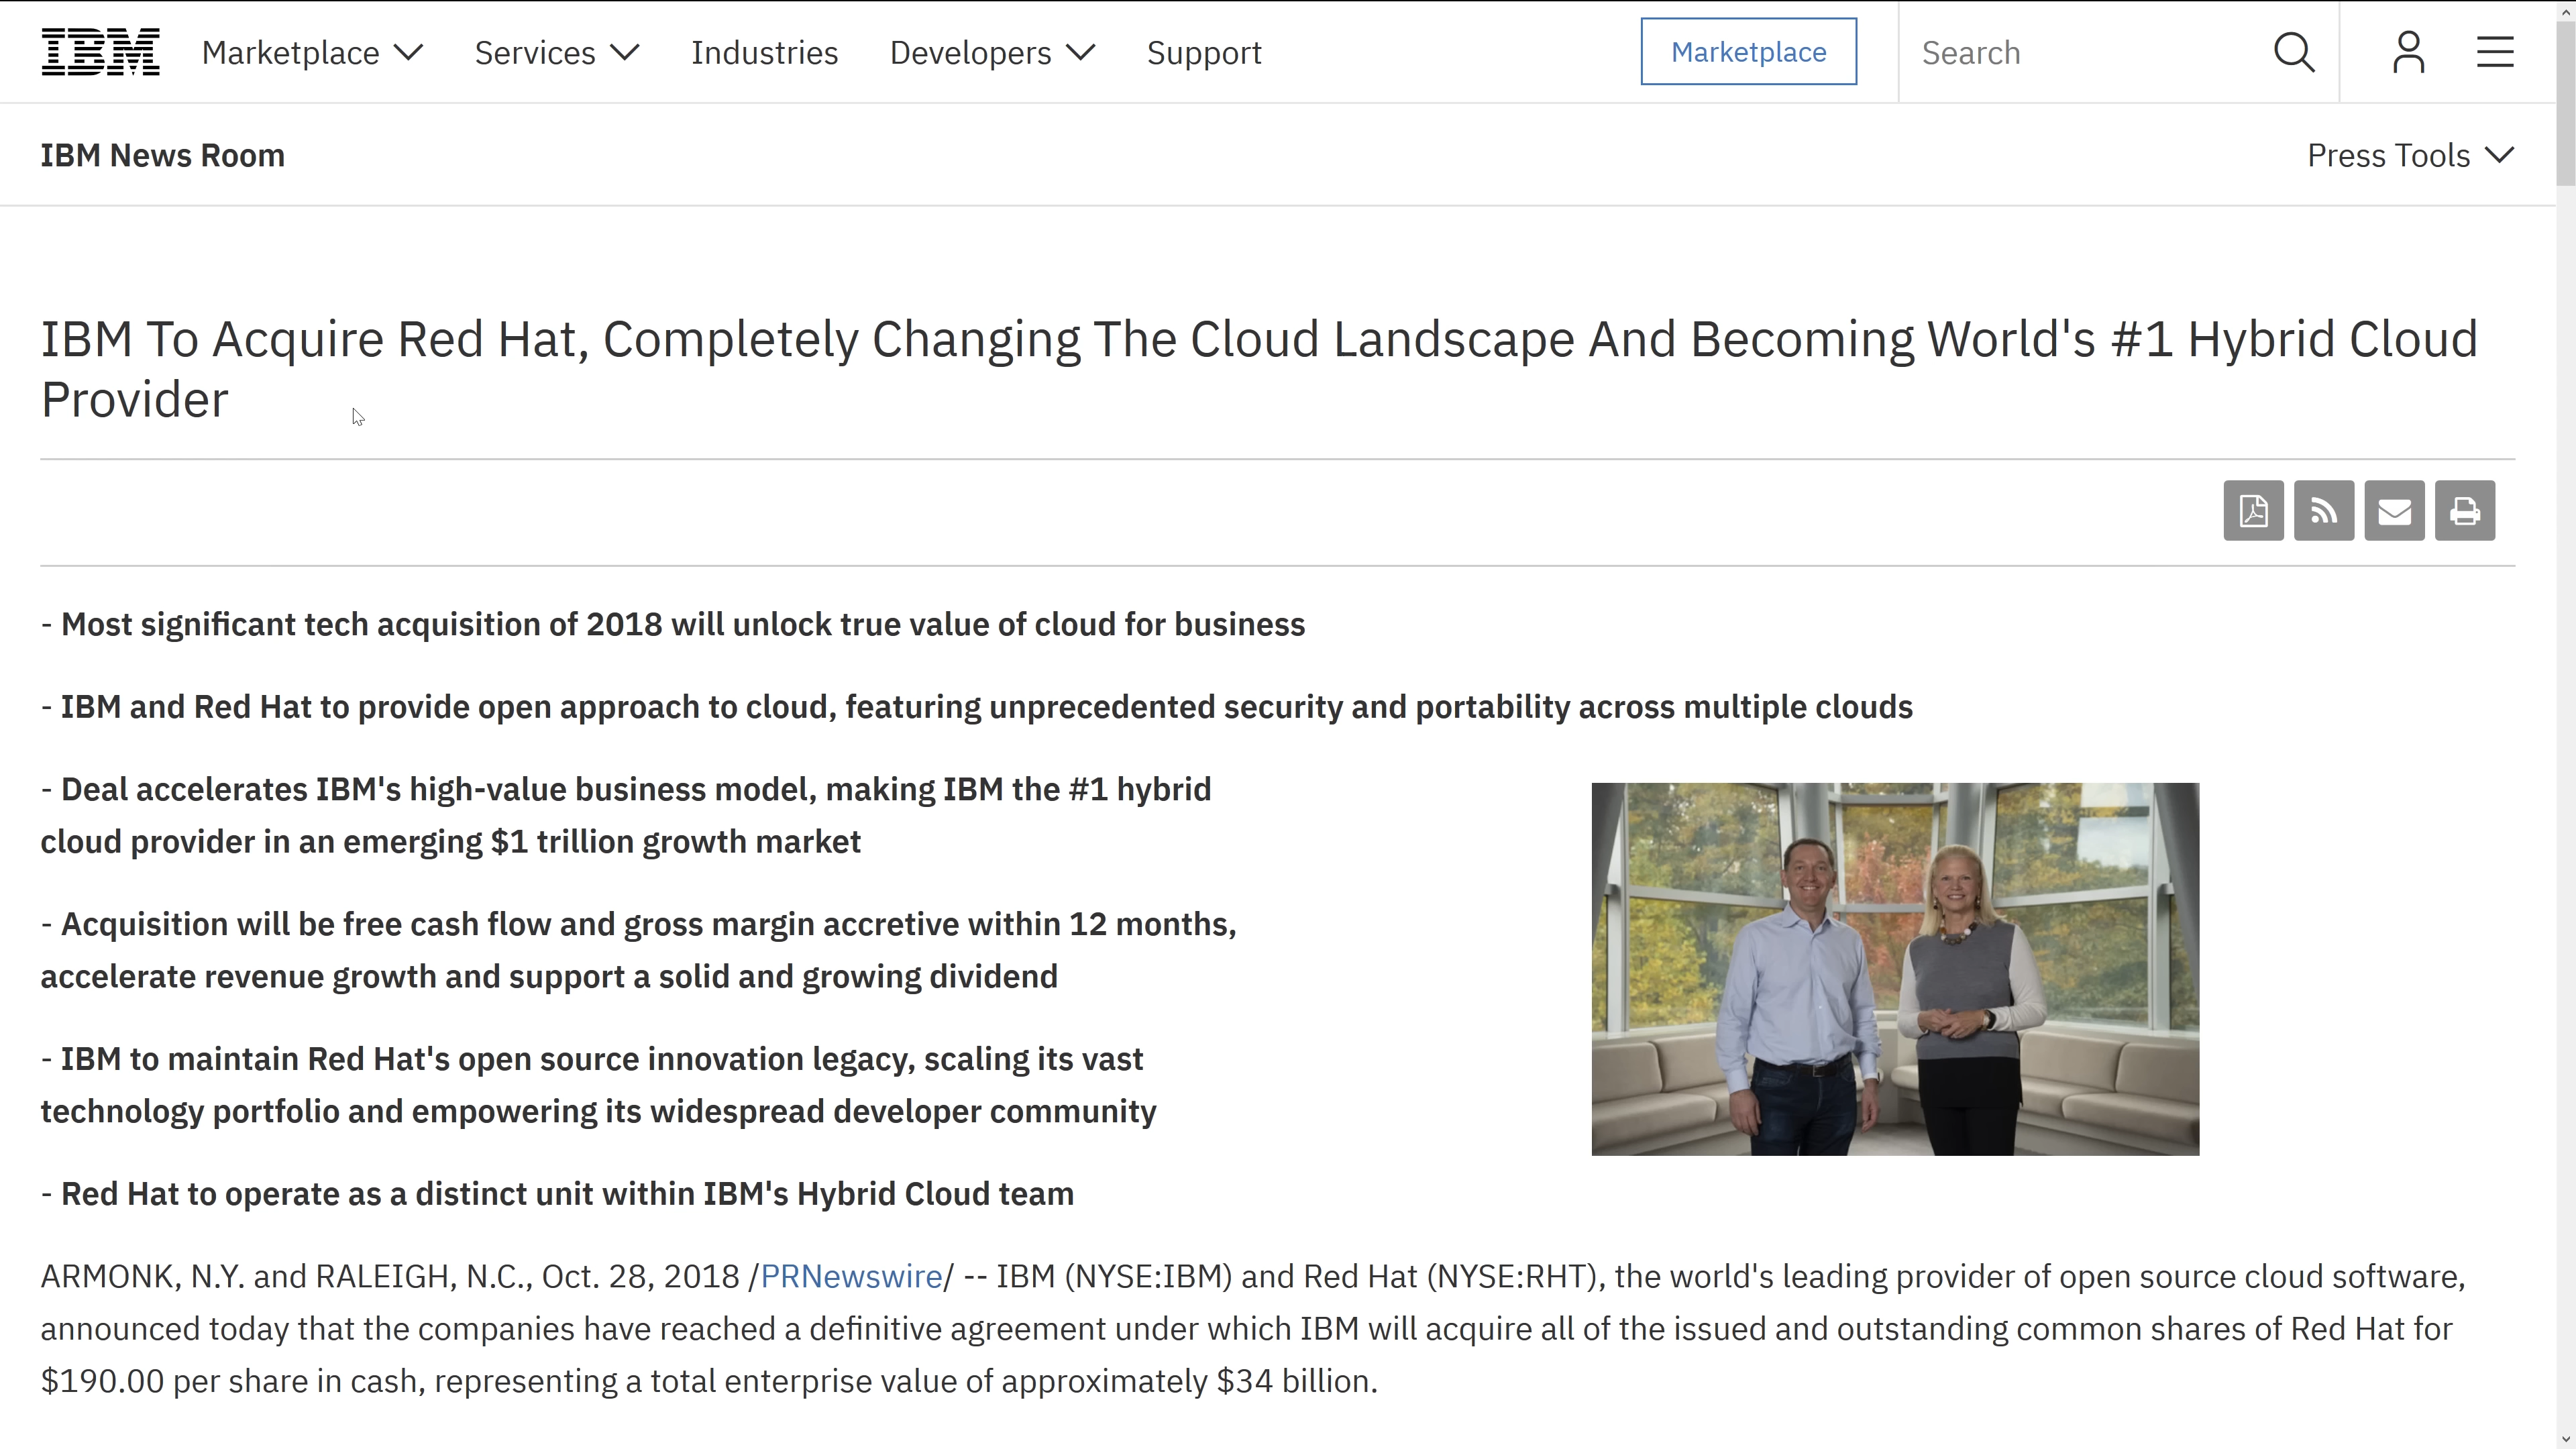 IBM Marketplace Services Industries Developers Support Marketplace Search
IBM News Room Press Tools
IBM To Acquire Red Hat, Completely Changing The Cloud Landscape And Becoming World's #1 Hybrid Cloud
Provider
- Most significant tech acquisition of 2018 will unlock true value of cloud for business
- IBM and Red Hat to provide open approach to cloud, featuring unprecedented security and portability across multiple clouds
- Deal accelerates IBM's high-value business model, making IBM the #1 hybrid
cloud provider in an emerging $1 trillion growth market
- Acquisition will be free cash flow and gross margin accretive within 12 months,
accelerate revenue growth and support a solid and growing dividend
- IBM to maintain Red Hat's open source innovation legacy, scaling its vast
technology portfolio and empowering its widespread developer community
- Red Hat to operate as a distinct unit within IBM's Hybrid Cloud team
ARMONK, N.Y. and RALEIGH, N.C., Oct. 28, 2018 /PRNewswire/ -- IBM (NYSE:IBM) and Red Hat (NYSE:RHT), the world's leading provider of open source cloud software,
announced today that the companies have reached a definitive agreement under which IBM will acquire all of the issued and outstanding common shares of Red Hat for
$190.00 per share in cash, representing a total enterprise value of approximately $34 billion.